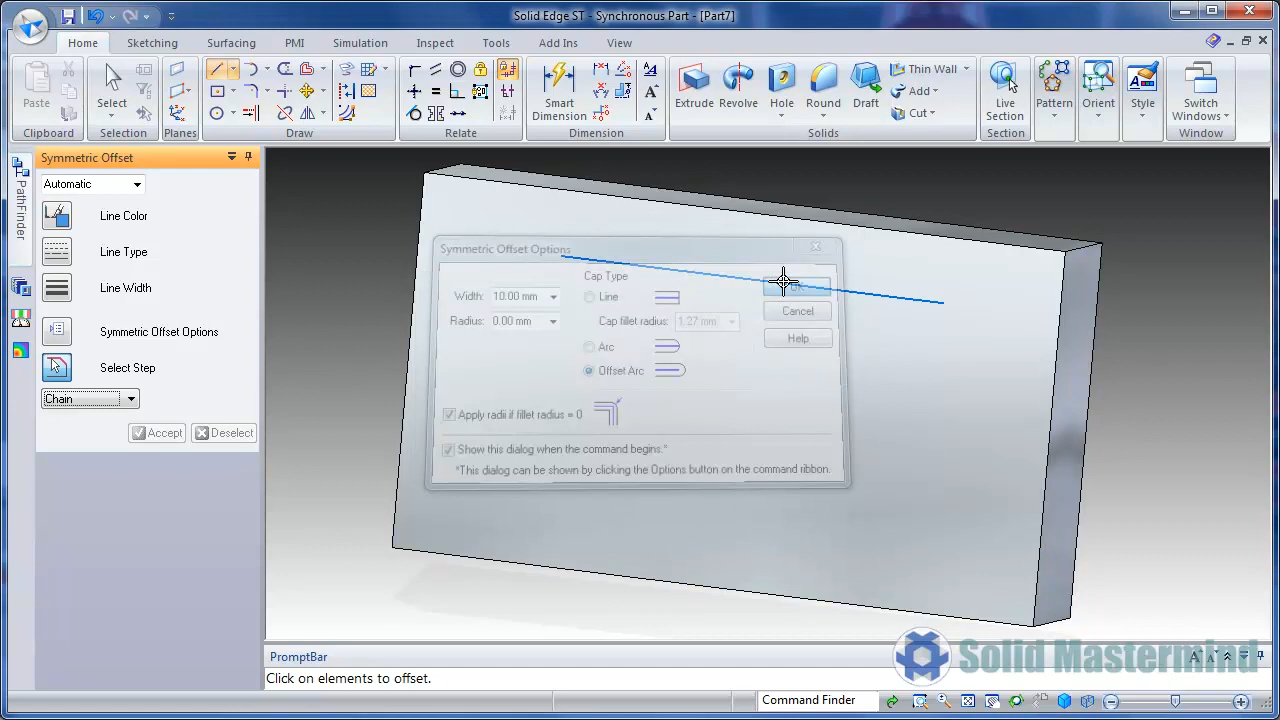 Solid Edge ST - Synchronous Part - [Part7]
Home Sketching Surfacing PMI Simulation Inspect Tools Add Ins View
Paste
Clipboard
Select
Selection
Planes
Draw
Relate
Smart Dimension
Dimension
Extrude Revolve Hole Round Draft
Thin Wall
Add
Cut
Solids
Live Section
Section
Pattern
Orient
Style
Switch Windows
Window
PathFinder
Symmetric Offset
Automatic
Line Color
Line Type
Line Width
Symmetric Offset Options
Select Step
Chain
Accept Deselect
Symmetric Offset Options
Width: 10.00 mm
Radius: 0.00 mm
Cap Type
Line
Cap fillet radius: 1.27 mm
Arc
Offset Arc
Cancel
Help
Apply radii if fillet radius = 0
Show this dialog when the command begins.*
*This dialog can be shown by clicking the Options button on the command ribbon.
Solid Mastermind
PromptBar
Click on elements to offset.
Command Finder